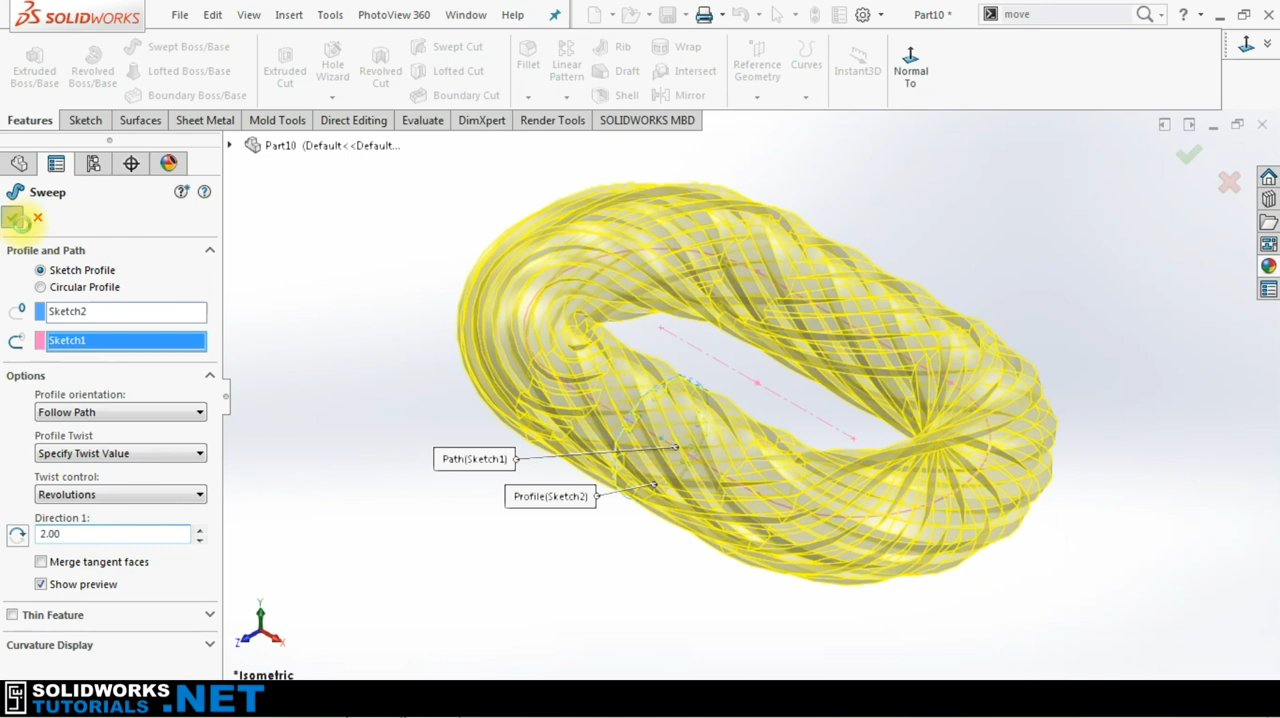 SOLIDWORKS File Edit View Insert Tools PhotoView 360 Window Help Part10 * move ?
Extruded Boss/Base
Revolved Boss/Base
Swept Boss/Base
Lofted Boss/Base
Boundary Boss/Base
Extruded Cut
Hole Wizard
Revolved Cut
Swept Cut
Lofted Cut
Boundary Cut
Fillet
Linear Pattern
Rib
Draft
Shell
Wrap
Intersect
Mirror
Reference Geometry
Curves
Instant3D
Normal To
Features Sketch Surfaces Sheet Metal Mold Tools Direct Editing Evaluate DimXpert Render Tools SOLIDWORKS MBD
Part10 (Default<<Default...
Sweep
Profile and Path
Sketch Profile
Circular Profile
Sketch2
Sketch1
Options
Profile orientation:
Follow Path
Profile Twist
Specify Twist Value
Twist control:
Revolutions
Direction 1:
2.00
Merge tangent faces
Show preview
Thin Feature
Curvature Display
Path(Sketch1)
Profile(Sketch2)
Y
Z
X
*Isometric
SOLIDWORKS
TUTORIALS .NET